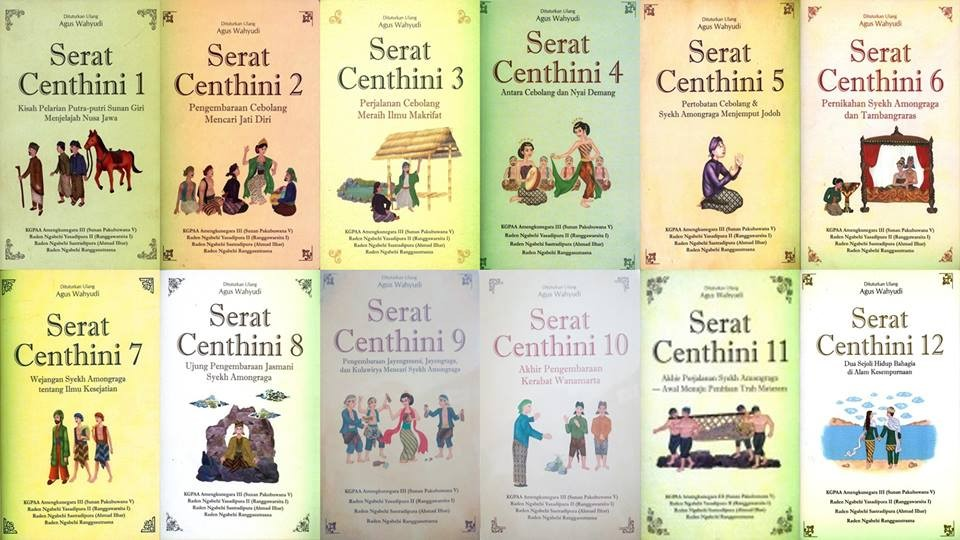 Dituturkan Ulang
Agus Wahyudi
Serat
Centhini 1
Kisah Pelarian Putra-putri Sunan Giri
Menjelajah Nusa Jawa
KGPAA Amengkunegara III (Sunan Pakubuwana V)
Raden Ngabehi Yasadipura II (Ranggawarsita I)
Raden Ngabehi Sastradipura (Ahmad Ilhar)
Raden Ngabehi Ranggasutrasna
Dituturkan Ulang
Agus Wahyudi
Serat
Centhini 2
Pengembaraan Cebolang
Mencari Jati Diri
KGPAA Amengkunegara III (Sunan Pakubuwana V)
Raden Ngabehi Yasadipura II (Ranggawarsita I)
Raden Ngabehi Sastradipura (Ahmad Ilhar)
Raden Ngabehi Ranggasutrasna
Dituturkan Ulang
Agus Wahyudi
Serat
Centhini 3
Perjalanan Cebolang
Meraih Ilmu Makrifat
KGPAA Amengkunegara III (Sunan Pakubuwana V)
Raden Ngabehi Yasadipura II (Ranggawarsita I)
Raden Ngabehi Sastradipura (Ahmad Ilhar)
Raden Ngabehi Ranggasutrasna
Dituturkan Ulang
Agus Wahyudi
Serat
Centhini 4
Antara Cebolang dan Nyai Demang
KGPAA Amengkunegara III (Sunan Pakubuwana V)
Raden Ngabehi Yasadipura II (Ranggawarsita I)
Raden Ngabehi Sastradipura (Ahmad Ilhar)
Raden Ngabehi Ranggasutrasna
Dituturkan Ulang
Agus Wahyudi
Serat
Centhini 5
Pertobatan Cebolang &
Syekh Amongraga Menjemput Jodoh
KGPAA Amengkunegara III (Sunan Pakubuwana V)
Raden Ngabehi Yasadipura II (Ranggawarsita I)
Raden Ngabehi Sastradipura (Ahmad Ilhar)
Raden Ngabehi Ranggasutrasna
Dituturkan Ulang
Agus Wahyudi
Serat
Centhini 6
Pernikahan Syekh Amongraga
dan Tambangraras
KGPAA Amengkunegara III (Sunan Pakubuwana V)
Raden Ngabehi Yasadipura II (Ranggawarsita I)
Raden Ngabehi Sastradipura (Ahmad Ilhar)
Raden Ngabehi Ranggasutrasna
Dituturkan Ulang
Agus Wahyudi
Serat
Centhini 7
Wejangan Syekh Amongraga
tentang Ilmu Kesejatian
KGPAA Amengkunegara III (Sunan Pakubuwana V)
Raden Ngabehi Yasadipura II (Ranggawarsita I)
Raden Ngabehi Sastradipura (Ahmad Ilhar)
Raden Ngabehi Ranggasutrasna
Dituturkan Ulang
Agus Wahyudi
Serat
Centhini 8
Ujung Pengembaraan Jasmani
Syekh Amongraga
KGPAA Amengkunegara III (Sunan Pakubuwana V)
Raden Ngabehi Yasadipura II (Ranggawarsita I)
Raden Ngabehi Sastradipura (Ahmad Ilhar)
Raden Ngabehi Ranggasutrasna
Dituturkan Ulang
Agus Wahyudi
Serat
Centhini 9
Pengembaraan Jayengresmi, Jayengraga,
dan Kulawirya Mencari Syekh Amongraga
KGPAA Amengkunegara III (Sunan Pakubuwana V)
Raden Ngabehi Yasadipura II (Ranggawarsita I)
Raden Ngabehi Sastradipura (Ahmad Ilhar)
Raden Ngabehi Ranggasutrasna
Dituturkan Ulang
Agus Wahyudi
Serat
Centhini 10
Akhir Pengembaraan
Kerabat Wanamarta
KGPAA Amengkunegara III (Sunan Pakubuwana V)
Raden Ngabehi Yasadipura II (Ranggawarsita I)
Raden Ngabehi Sastradipura (Ahmad Ilhar)
Raden Ngabehi Ranggasutrasna
Dituturkan Ulang
Agus Wahyudi
Serat
Centhini 11
Akhir Perjalanan Syekh Amongraga
— Awal Menuju Trah Mataram
KGPAA Amengkunegara III (Sunan Pakubuwana V)
Raden Ngabehi Yasadipura II (Ranggawarsita I)
Raden Ngabehi Sastradipura (Ahmad Ilhar)
Raden Ngabehi Ranggasutrasna
Dituturkan Ulang
Agus Wahyudi
Serat
Centhini 12
Dua Sejoli Hidup Bahagia
di Alam Kesempurnaan
KGPAA Amengkunegara III (Sunan Pakubuwana V)
Raden Ngabehi Yasadipura II (Ranggawarsita I)
Raden Ngabehi Sastradipura (Ahmad Ilhar)
Raden Ngabehi Ranggasutrasna